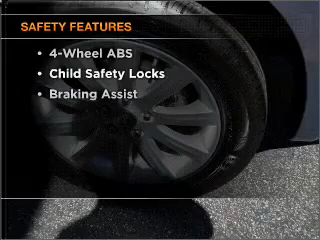 SAFETY FEATURES
• 4-Wheel ABS
• Child Safety Locks
• Braking Assist